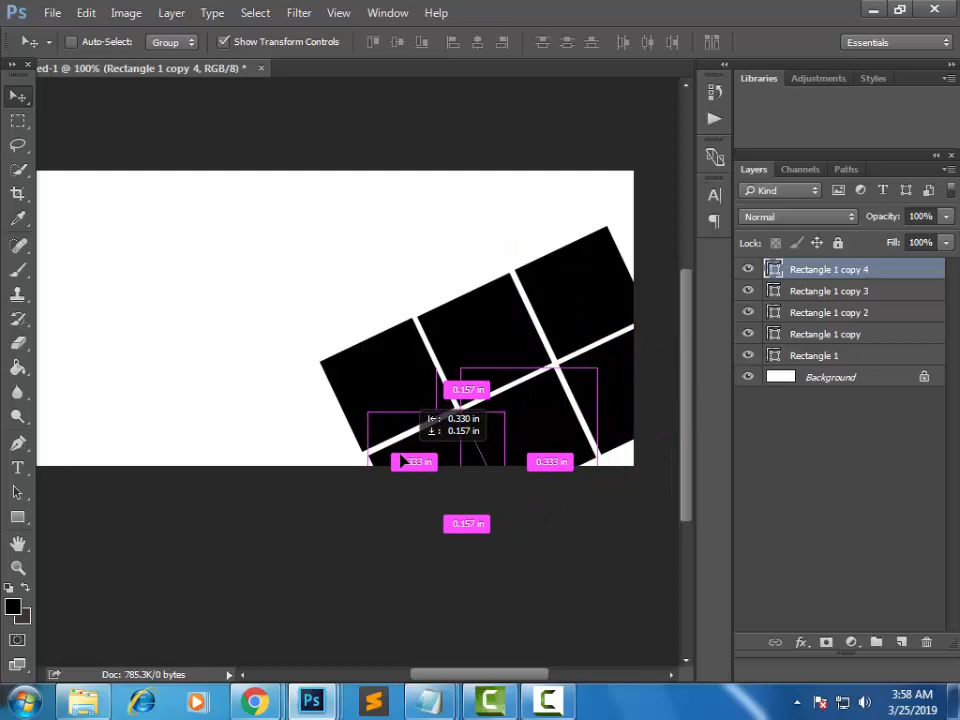 Ps File Edit Image Layer Type Select Filter View Window Help
Auto-Select: Group Show Transform Controls Essentials
ed-1 @ 100% (Rectangle 1 copy 4, RGB/8) *
Libraries Adjustments Styles
Layers Channels Paths
Kind
Normal Opacity: 100%
Lock: Fill: 100%
Rectangle 1 copy 4
Rectangle 1 copy 3
Rectangle 1 copy 2
Rectangle 1 copy
Rectangle 1
Background
0.157 in
0.330 in
0.157 in
.333 in
0.333 in
0.157 in
Doc: 785.3K/0 bytes
Ps
3:58 AM
3/25/2019